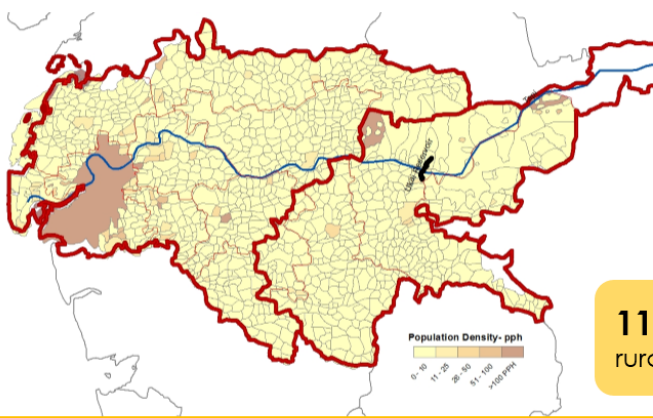 Population Density- pph
0 - 10
11 - 25
26 - 50
51 - 100
>100 PPH
11
rura